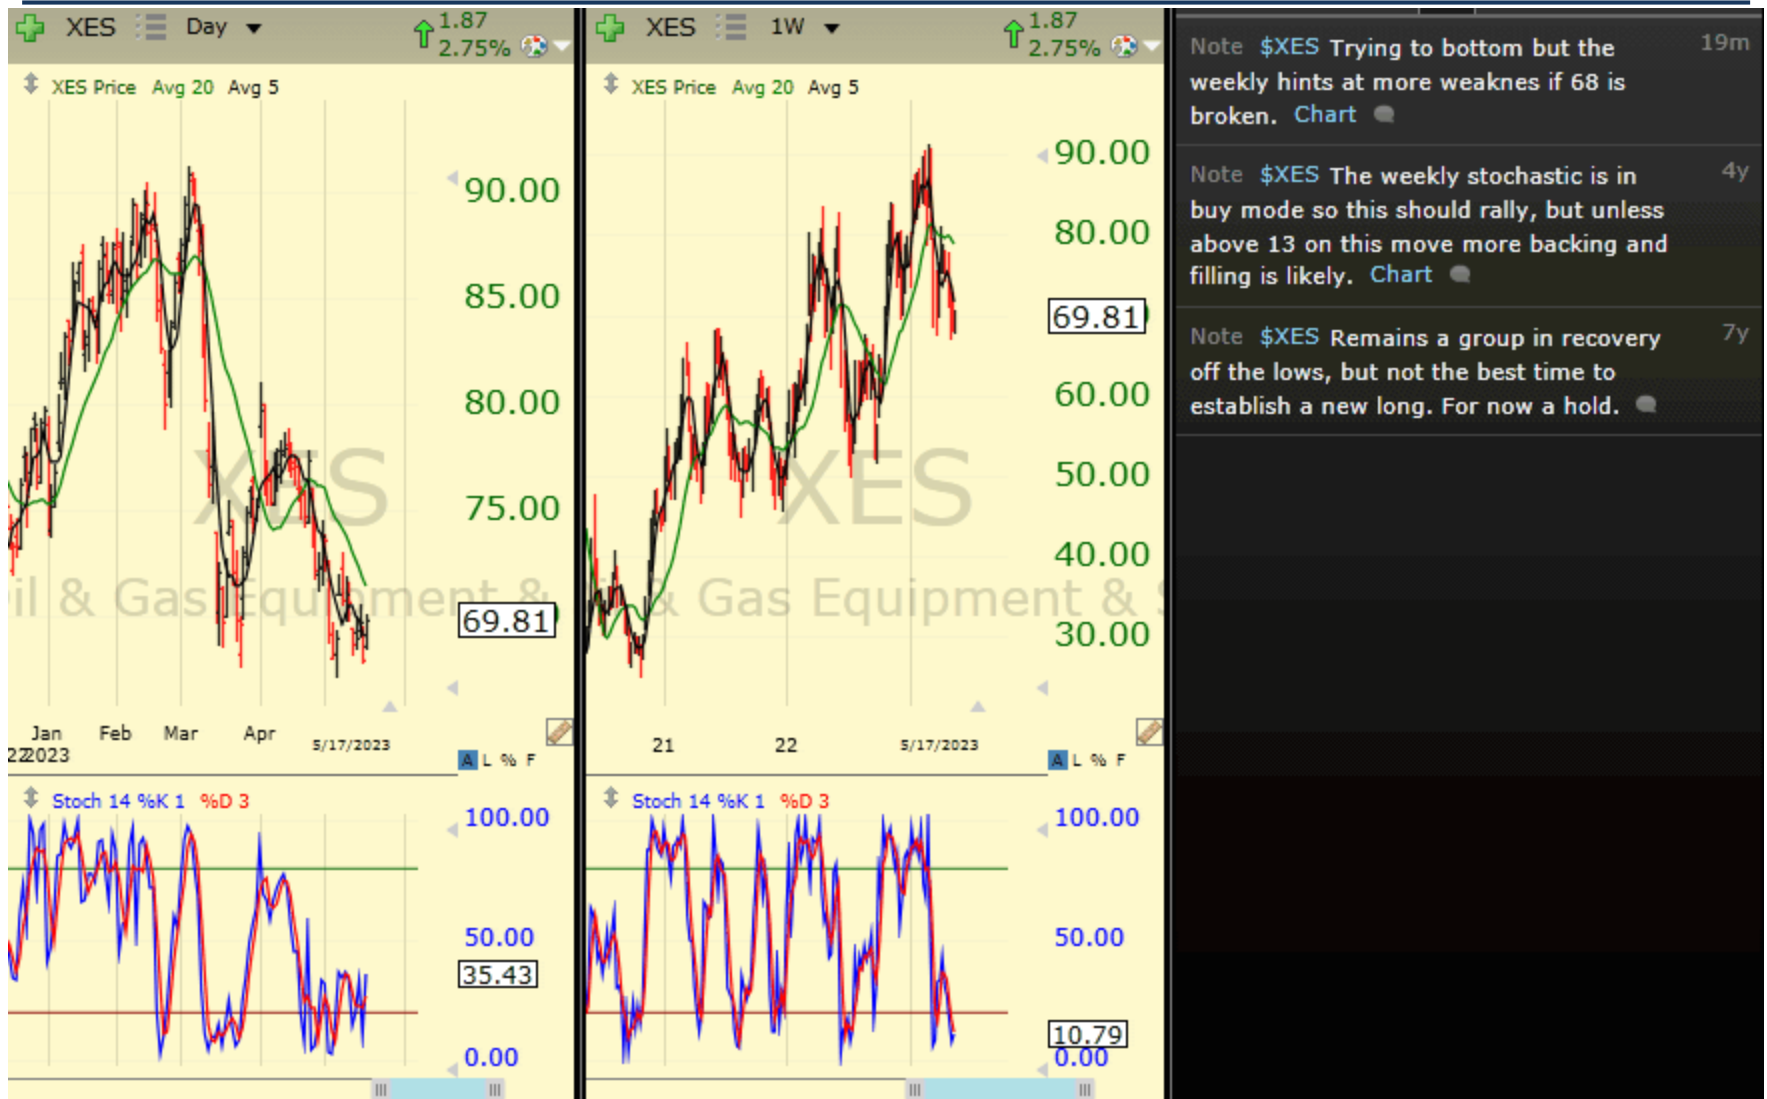 XES Day 1.87
2.75%
XES Price Avg 20 Avg 5
90.00
85.00
80.00
75.00
69.81
XES
il & Gas Equipment &
Jan Feb Mar Apr 5/17/2023
22 2023
A L % F
Stoch 14 %K 1 %D 3
100.00
50.00
35.43
0.00
XES 1W 1.87
2.75%
XES Price Avg 20 Avg 5
90.00
80.00
69.81
60.00
50.00
40.00
30.00
XES
& Gas Equipment & S
21 22 5/17/2023
A L % F
Stoch 14 %K 1 %D 3
100.00
50.00
10.79
0.00
Note $XES Trying to bottom but the 19m
weekly hints at more weaknes if 68 is
broken. Chart
Note $XES The weekly stochastic is in 4y
buy mode so this should rally, but unless
above 13 on this move more backing and
filling is likely. Chart
Note $XES Remains a group in recovery 7y
off the lows, but not the best time to
establish a new long. For now a hold.